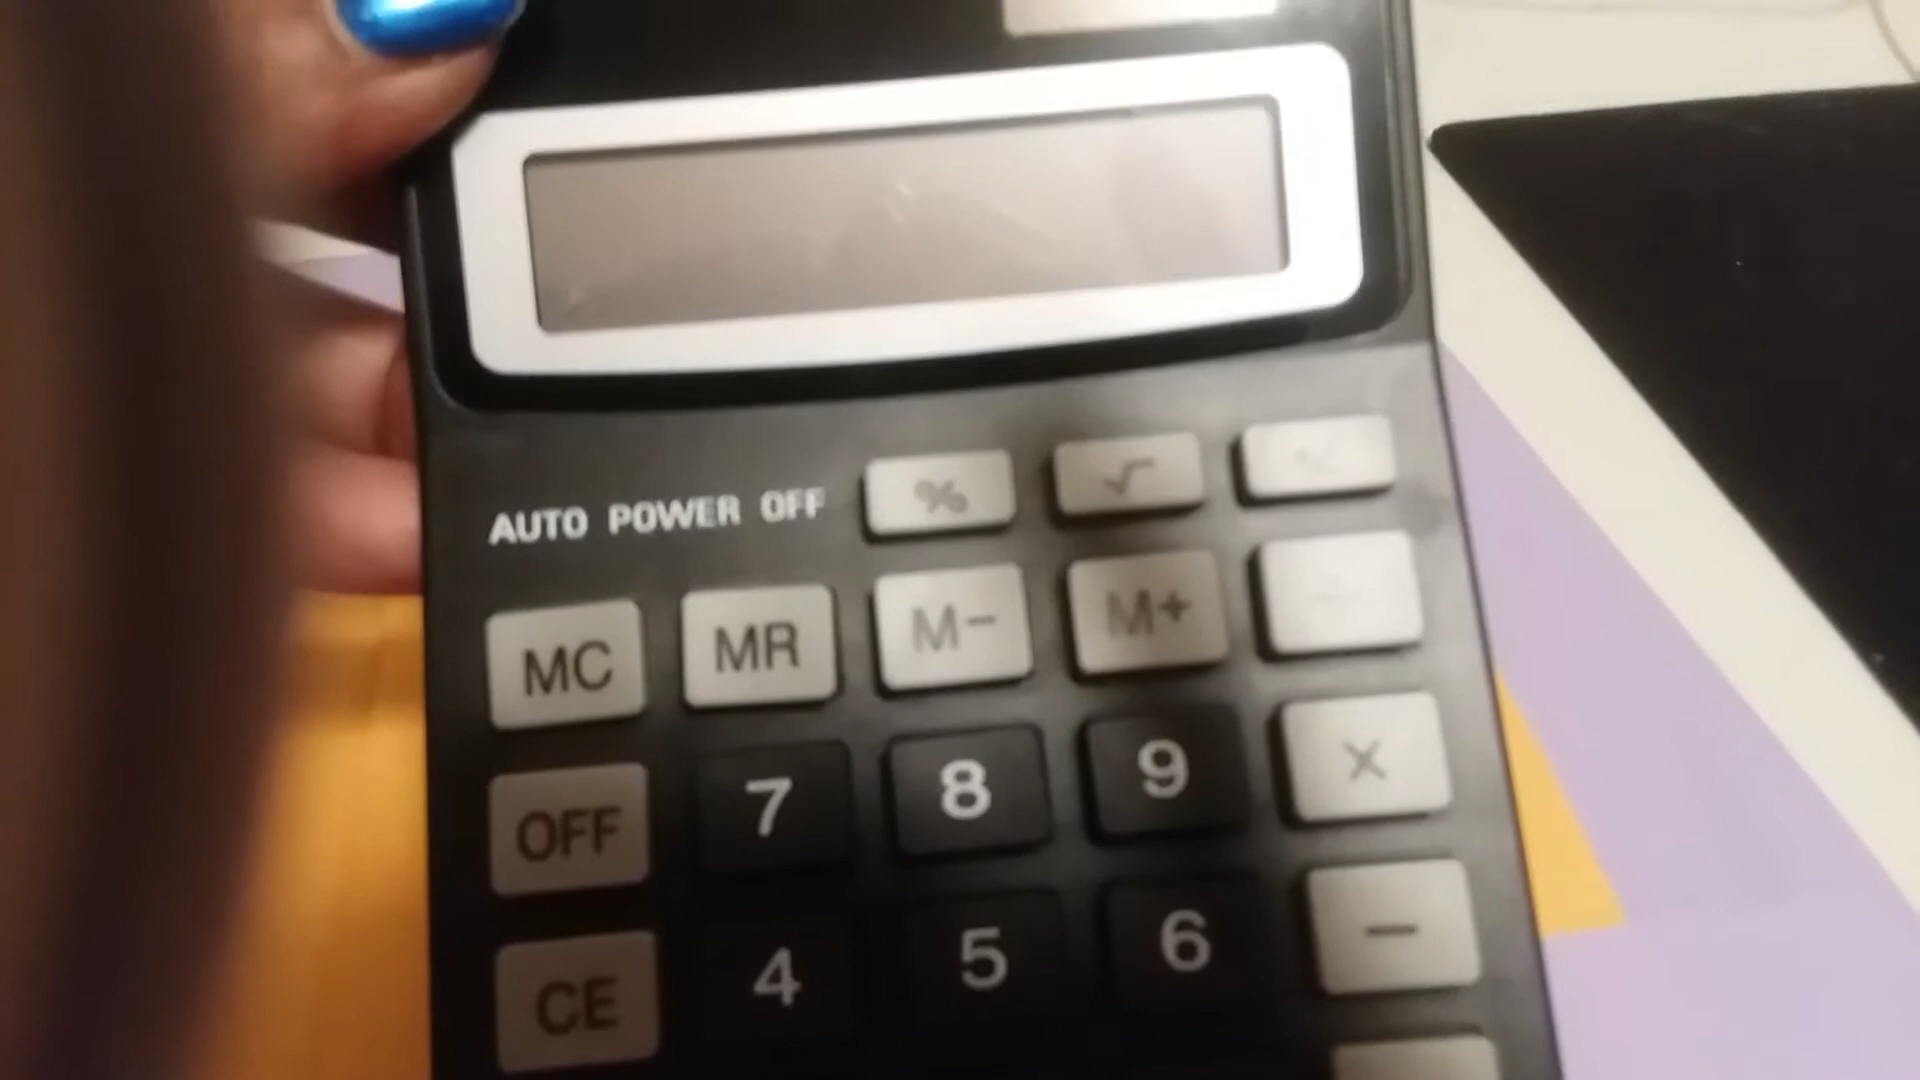 AUTO POWER OFF % √
MC MR M− M+
OFF 7 8 9 ×
CE 4 5 6 −